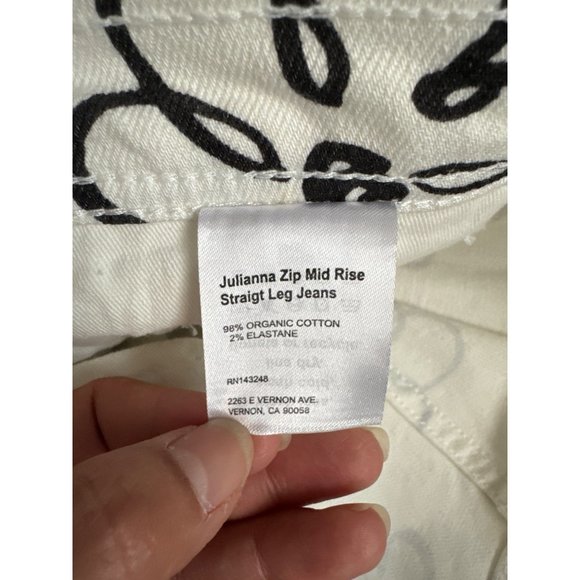 Julianna Zip Mid Rise
Straigt Leg Jeans
98% ORGANIC COTTON
2% ELASTANE
RN143248
2263 E VERNON AVE.
VERNON, CA 90058